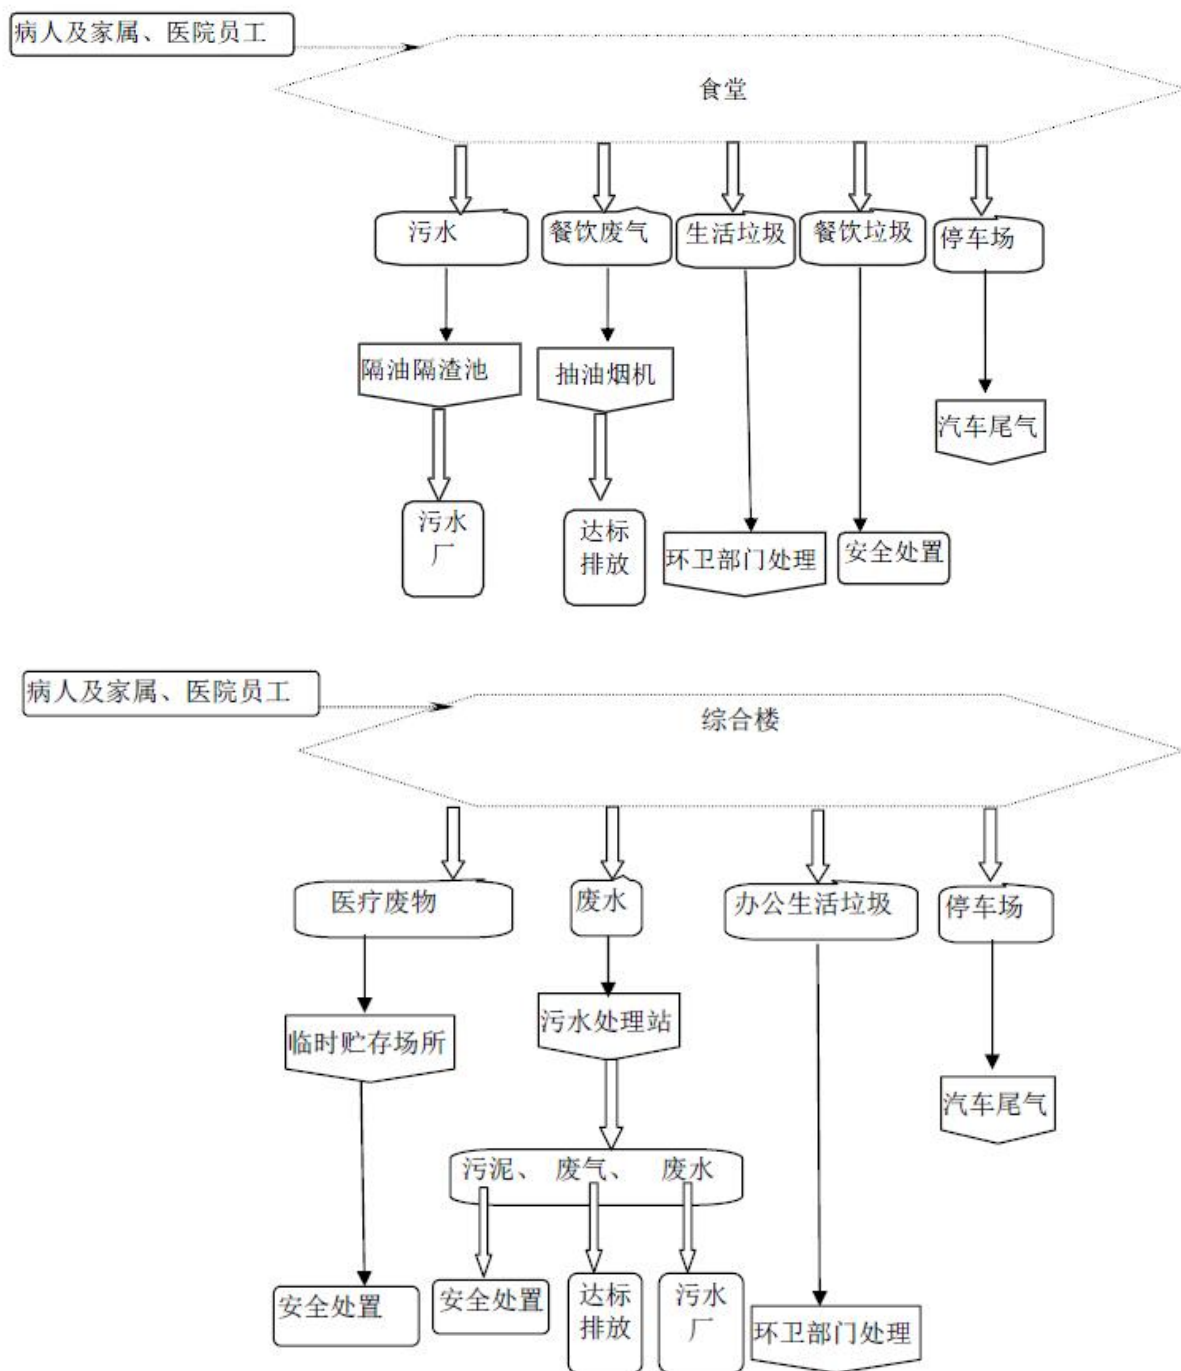 病人及家属、医院员工
食堂
污水
餐饮废气
生活垃圾
餐饮垃圾
停车场
隔油隔渣池
抽油烟机
汽车尾气
污水
厂
达标
排放
环卫部门处理
安全处置
病人及家属、医院员工
综合楼
医疗废物
废水
办公生活垃圾
停车场
临时贮存场所
污水处理站
汽车尾气
污泥、 废气、 废水
安全处置
安全处置
达标
排放
污水
厂
环卫部门处理